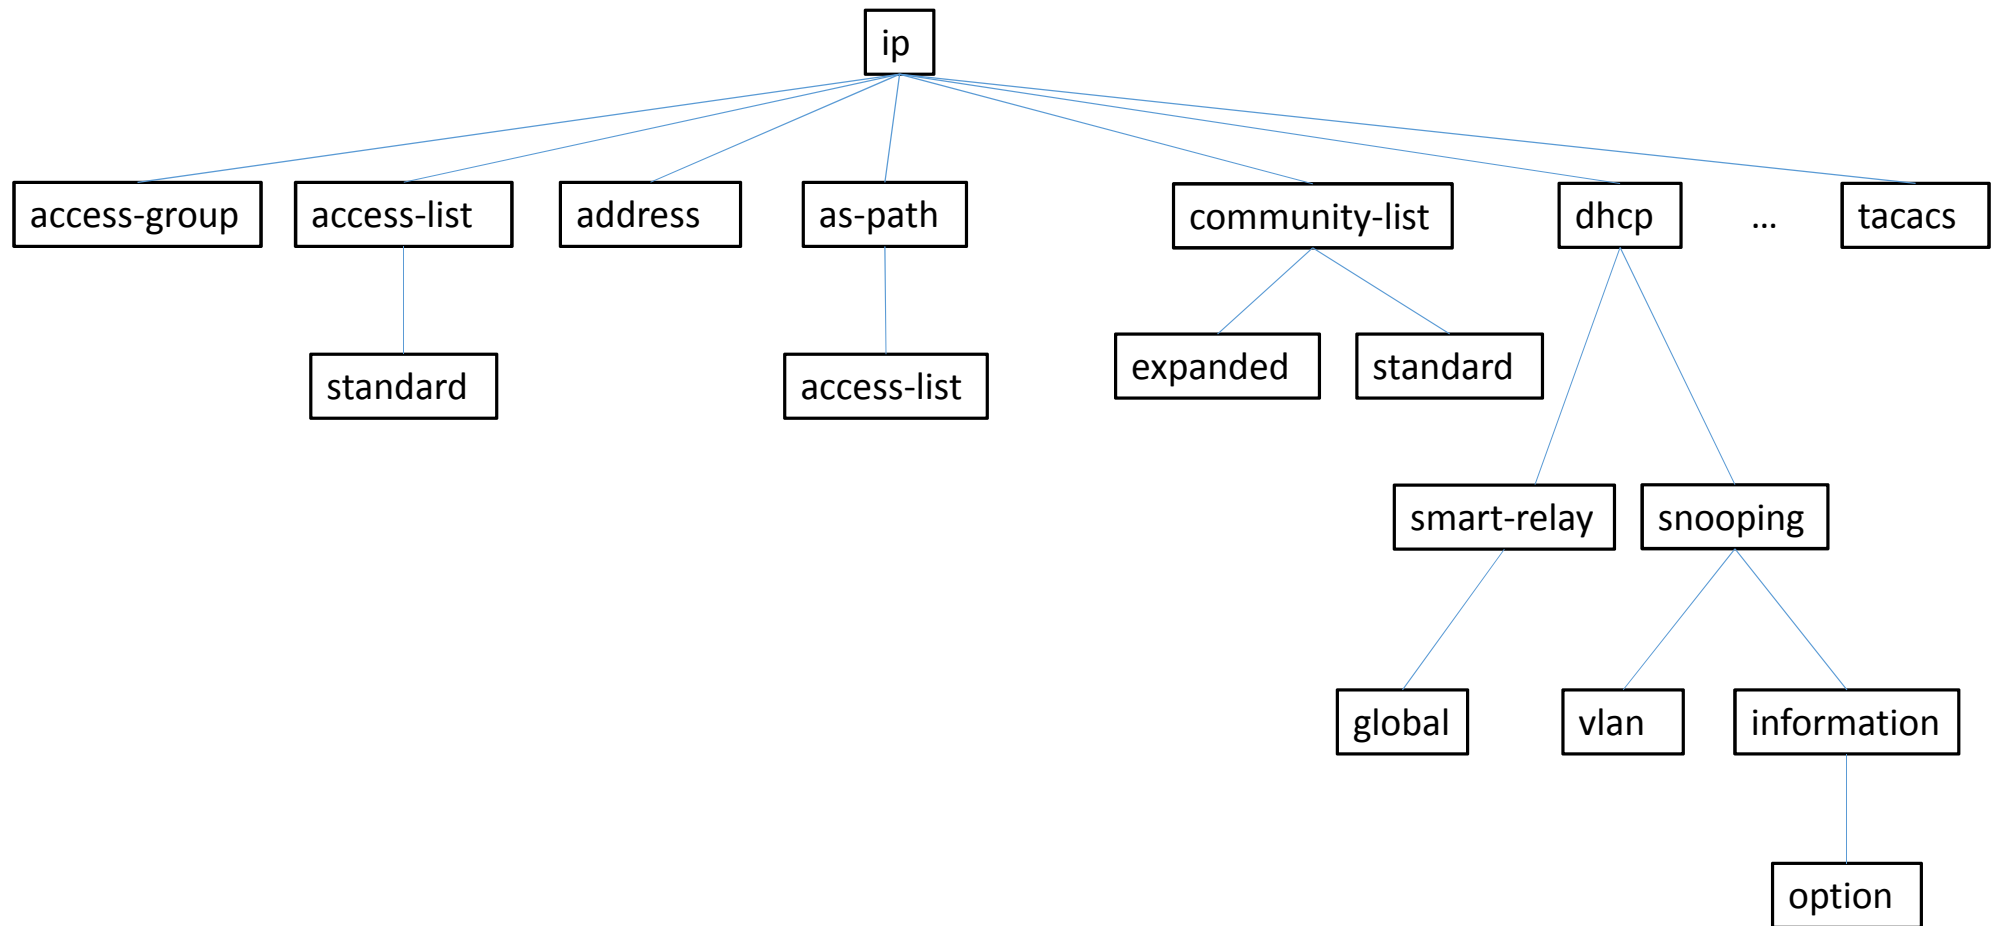 ip
access-group
access-list
address
as-path
community-list
dhcp
...
tacacs
standard
access-list
expanded
standard
smart-relay
snooping
global
vlan
information
option